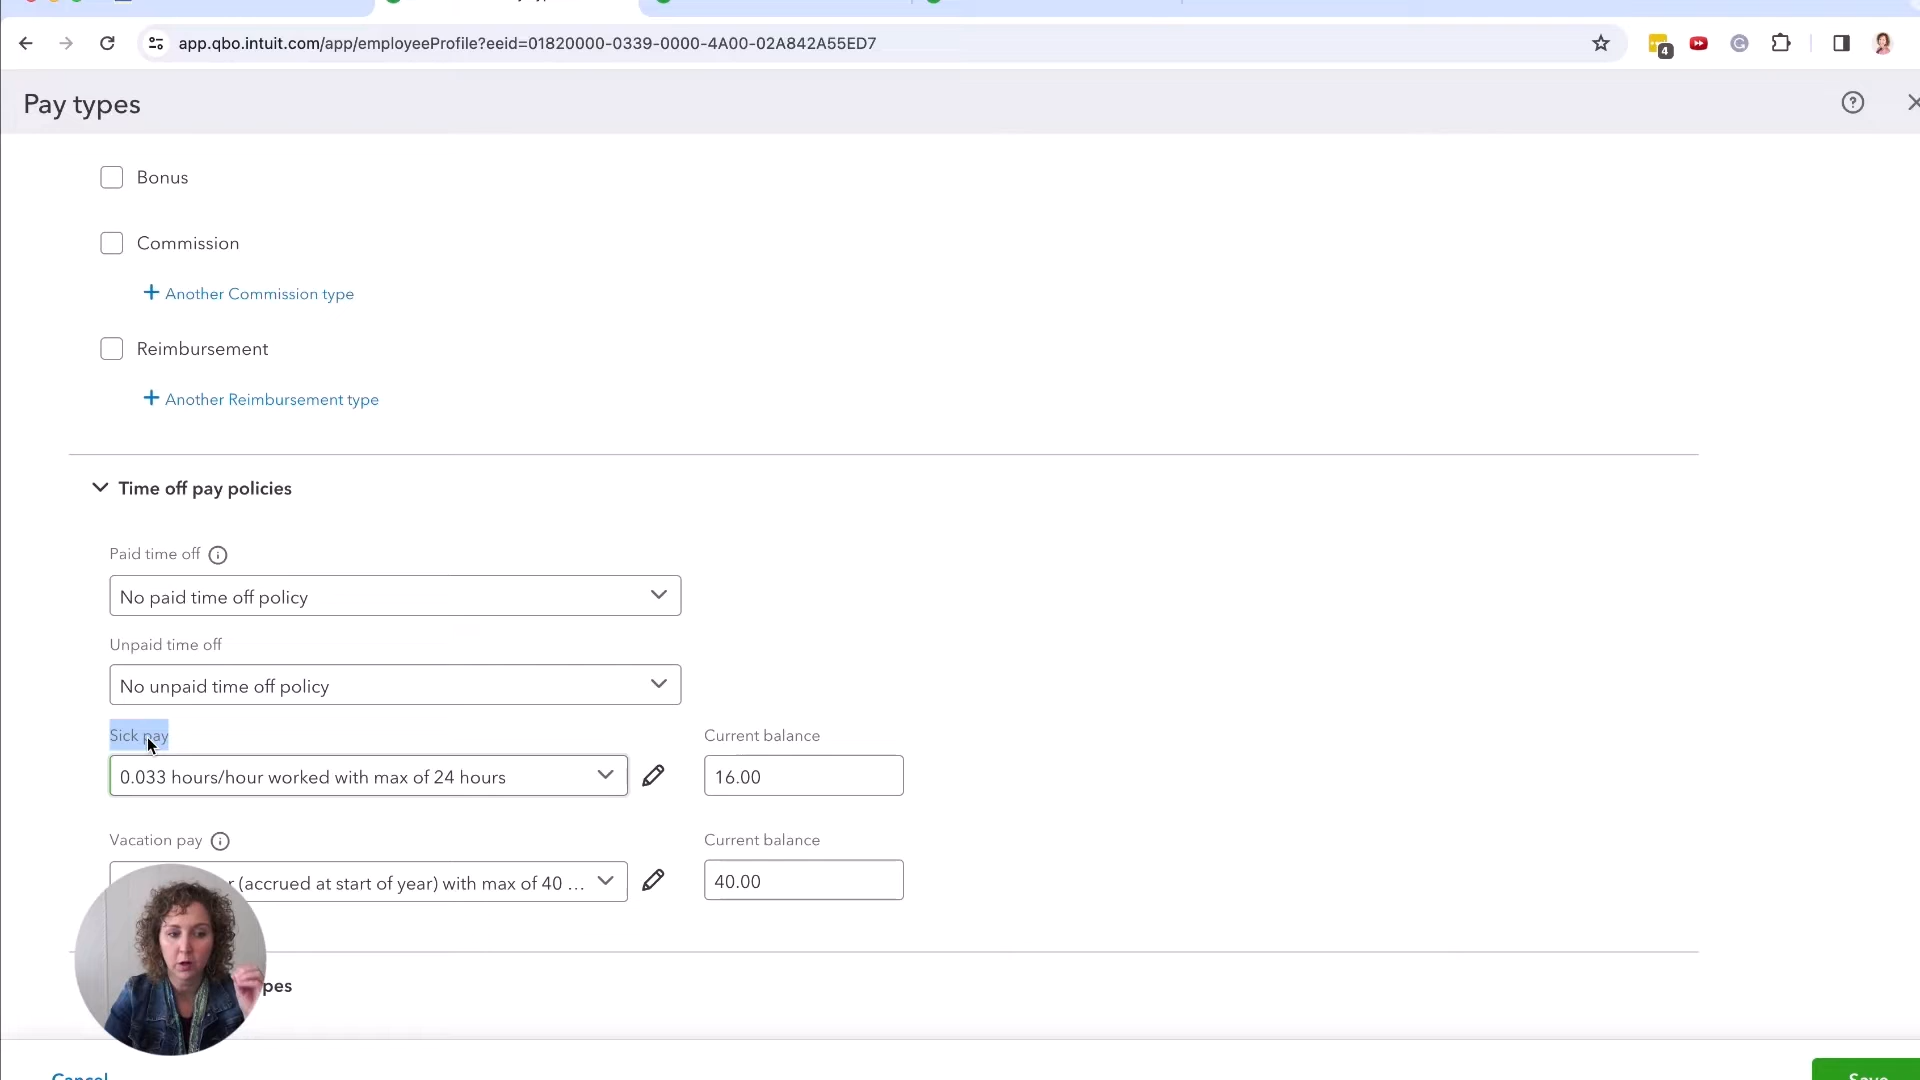 app.qbo.intuit.com/app/employeeProfile?eeid=01820000-0339-0000-4A00-02A842A55ED7
4
Pay types
Bonus
Commission
+ Another Commission type
Reimbursement
+ Another Reimbursement type
Time off pay policies
Paid time off
No paid time off policy
Unpaid time off
No unpaid time off policy
Sick pay
Current balance
0.033 hours/hour worked with max of 24 hours
16.00
Vacation pay
Current balance
(accrued at start of year) with max of 40 ...
40.00
Cancel
Save